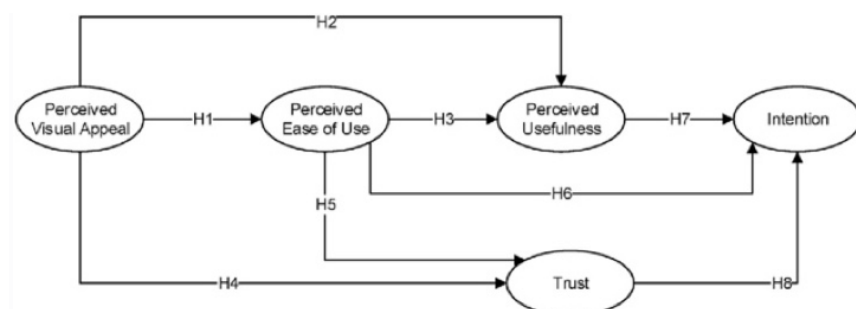 H2
Perceived
Visual Appeal
H1
Perceived
Ease of Use
H3
Perceived
Usefulness
H7
Intention
H6
H5
H4
Trust
H8